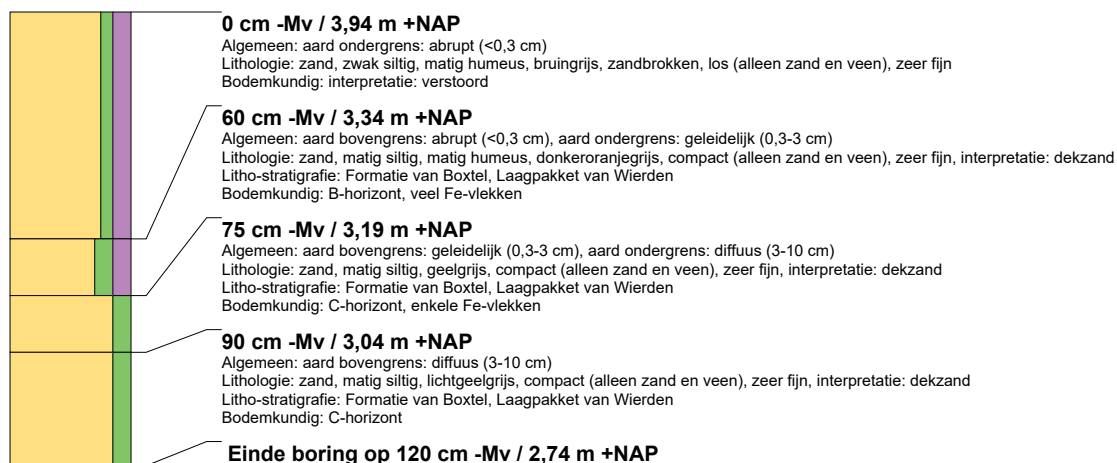 0 cm -Mv / 3,94 m +NAP
Algemeen: aard ondergrens: abrupt (<0,3 cm)
Lithologie: zand, zwak siltig, matig humeus, bruingrijs, zandbrokken, los (alleen zand en veen), zeer fijn
Bodemkundig: interpretatie: verstoord
60 cm -Mv / 3,34 m +NAP
Algemeen: aard bovengrens: abrupt (<0,3 cm), aard ondergrens: geleidelijk (0,3-3 cm)
Lithologie: zand, matig siltig, matig humeus, donkeroranjegrijs, compact (alleen zand en veen), zeer fijn, interpretatie: dekzand
Litho-stratigrafie: Formatie van Boxtel, Laagpakket van Wierden
Bodemkundig: B-horizont, veel Fe-vlekken
75 cm -Mv / 3,19 m +NAP
Algemeen: aard bovengrens: geleidelijk (0,3-3 cm), aard ondergrens: diffuus (3-10 cm)
Lithologie: zand, matig siltig, geelgrijs, compact (alleen zand en veen), zeer fijn, interpretatie: dekzand
Litho-stratigrafie: Formatie van Boxtel, Laagpakket van Wierden
Bodemkundig: C-horizont, enkele Fe-vlekken
90 cm -Mv / 3,04 m +NAP
Algemeen: aard bovengrens: diffuus (3-10 cm)
Lithologie: zand, matig siltig, lichtgeelgrijs, compact (alleen zand en veen), zeer fijn, interpretatie: dekzand
Litho-stratigrafie: Formatie van Boxtel, Laagpakket van Wierden
Bodemkundig: C-horizont
Einde boring op 120 cm -Mv / 2,74 m +NAP